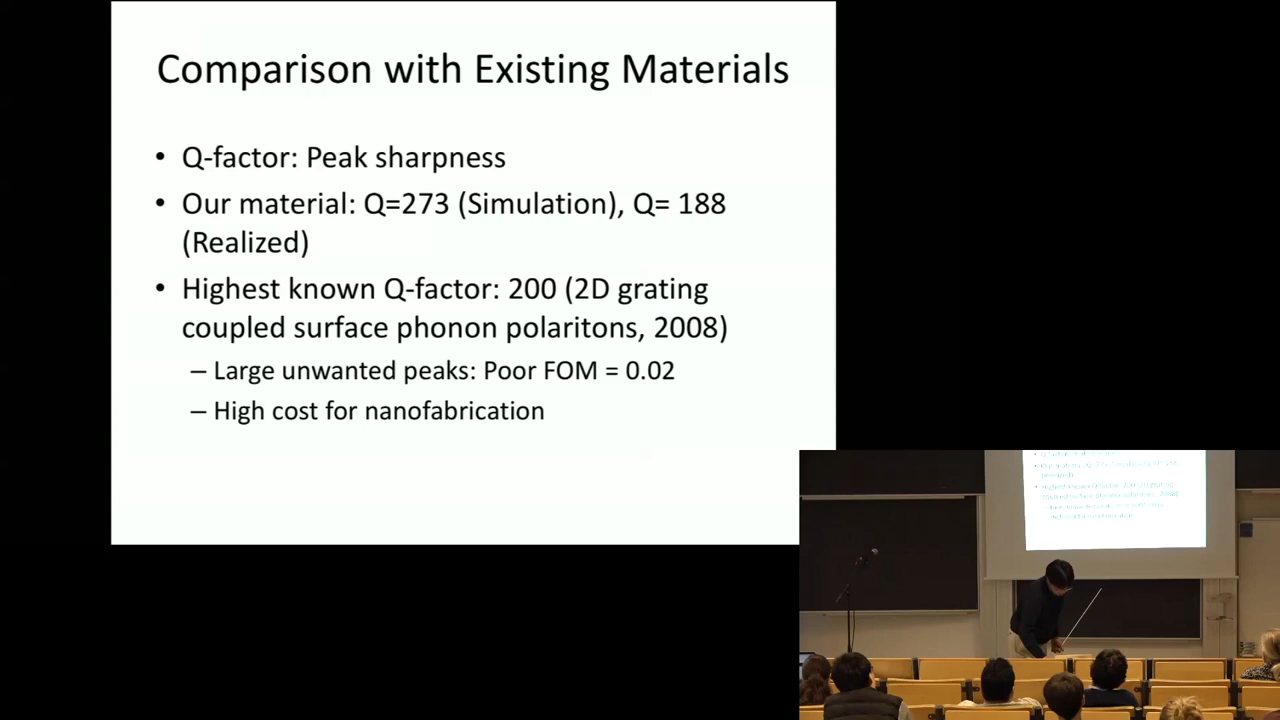 Comparison with Existing Materials
• Q-factor: Peak sharpness
• Our material: Q=273 (Simulation), Q= 188
(Realized)
• Highest known Q-factor: 200 (2D grating
coupled surface phonon polaritons, 2008)
– Large unwanted peaks: Poor FOM = 0.02
– High cost for nanofabrication